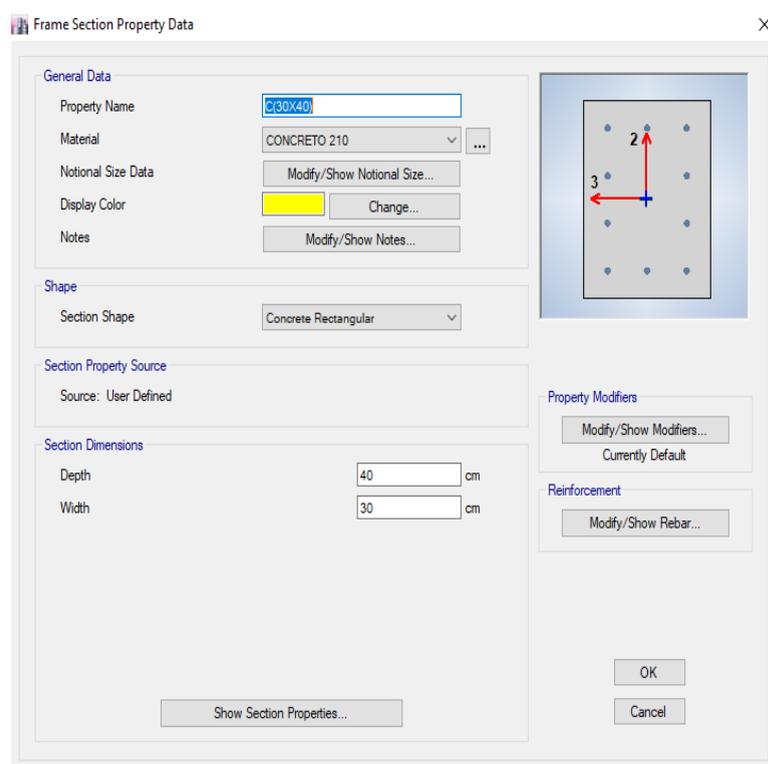 Frame Section Property Data
General Data
Property Name C(30X40)
Material CONCRETO 210 ...
Notional Size Data Modify/Show Notional Size...
Display Color Change...
Notes Modify/Show Notes...
Shape
Section Shape Concrete Rectangular
Section Property Source
Source: User Defined
Section Dimensions
Depth 40 cm
Width 30 cm
Show Section Properties...
2
3
Property Modifiers
Modify/Show Modifiers...
Currently Default
Reinforcement
Modify/Show Rebar...
OK
Cancel